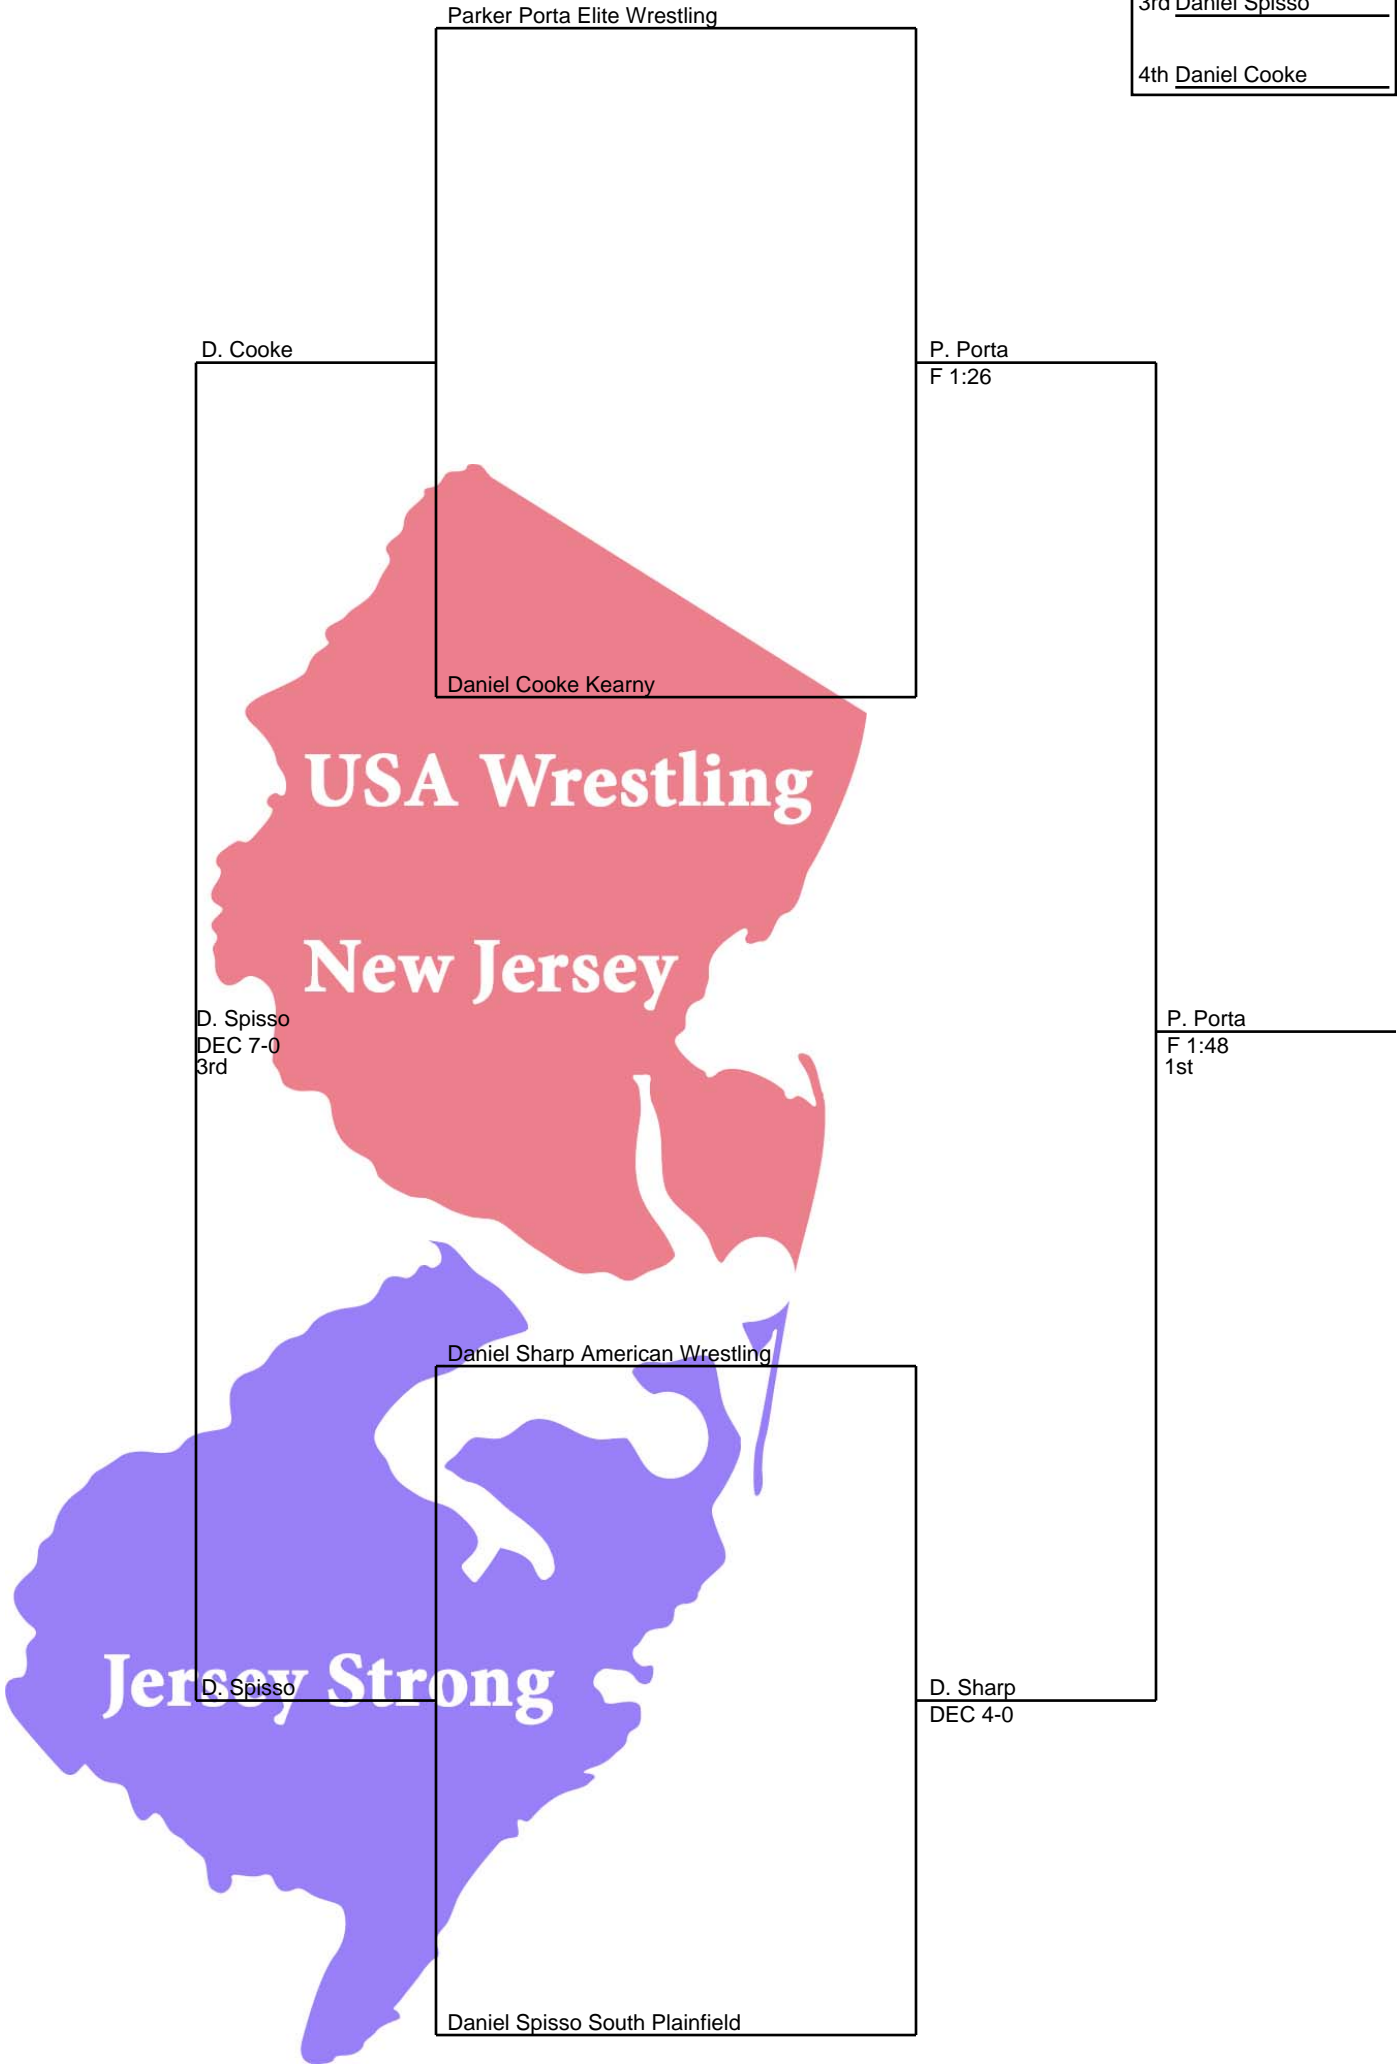 3rd Daniel Spisso
Parker Porta Elite Wrestling
4th Daniel Cooke
D. Cooke
P. Porta
F 1:26
Daniel Cooke Kearny
USA Wrestling
New Jersey
D. Spisso
DEC 7-0
3rd
P. Porta
F 1:48
1st
Daniel Sharp American Wrestling
Jersey Strong
D. Spisso
D. Sharp
DEC 4-0
Daniel Spisso South Plainfield